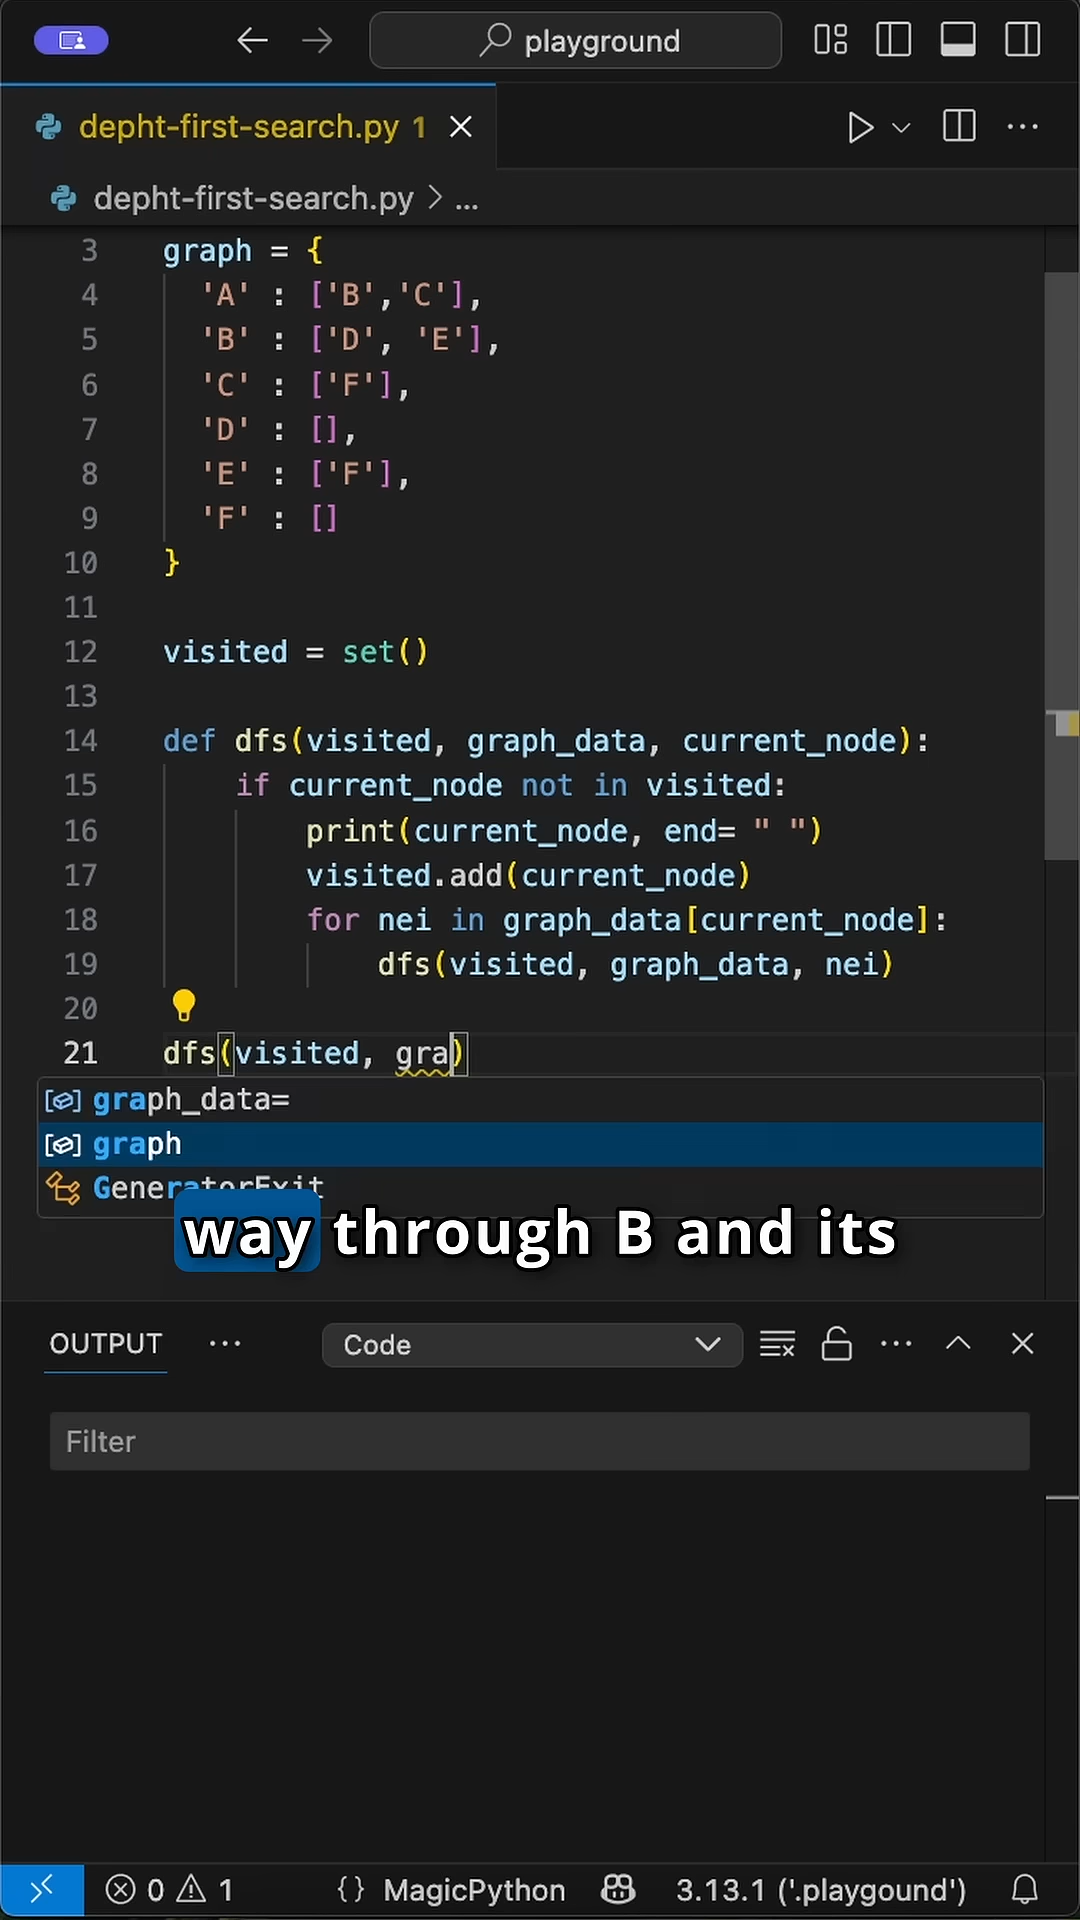 playground
depht-first-search.py 1
depht-first-search.py > ...
3 graph = {
4 'A' : ['B','C'],
5 'B' : ['D', 'E'],
6 'C' : ['F'],
7 'D' : [],
8 'E' : ['F'],
9 'F' : []
10 }
11
12 visited = set()
13
14 def dfs(visited, graph_data, current_node):
15 if current_node not in visited:
16 print(current_node, end= " ")
17 visited.add(current_node)
18 for nei in graph_data[current_node]:
19 dfs(visited, graph_data, nei)
20
21 dfs(visited, gra)
graph_data=
graph
GeneratorExit
way through B and its
OUTPUT ... Code
Filter
0 1 {} MagicPython 3.13.1 ('.playgound')